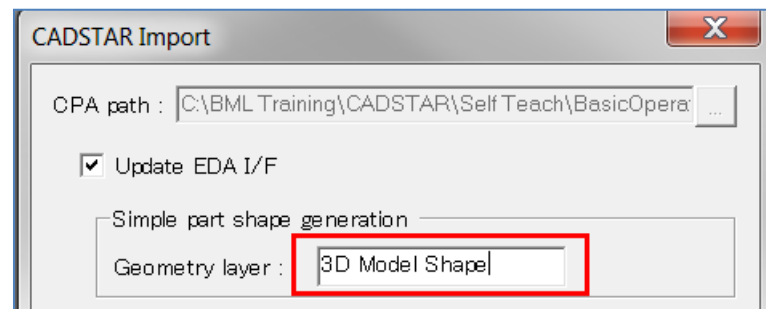 CADSTAR Import
CPA path : C:\BML Training\CADSTAR\Self Teach\BasicOpera ...
Update EDA I/F
Simple part shape generation
Geometry layer : 3D Model Shape